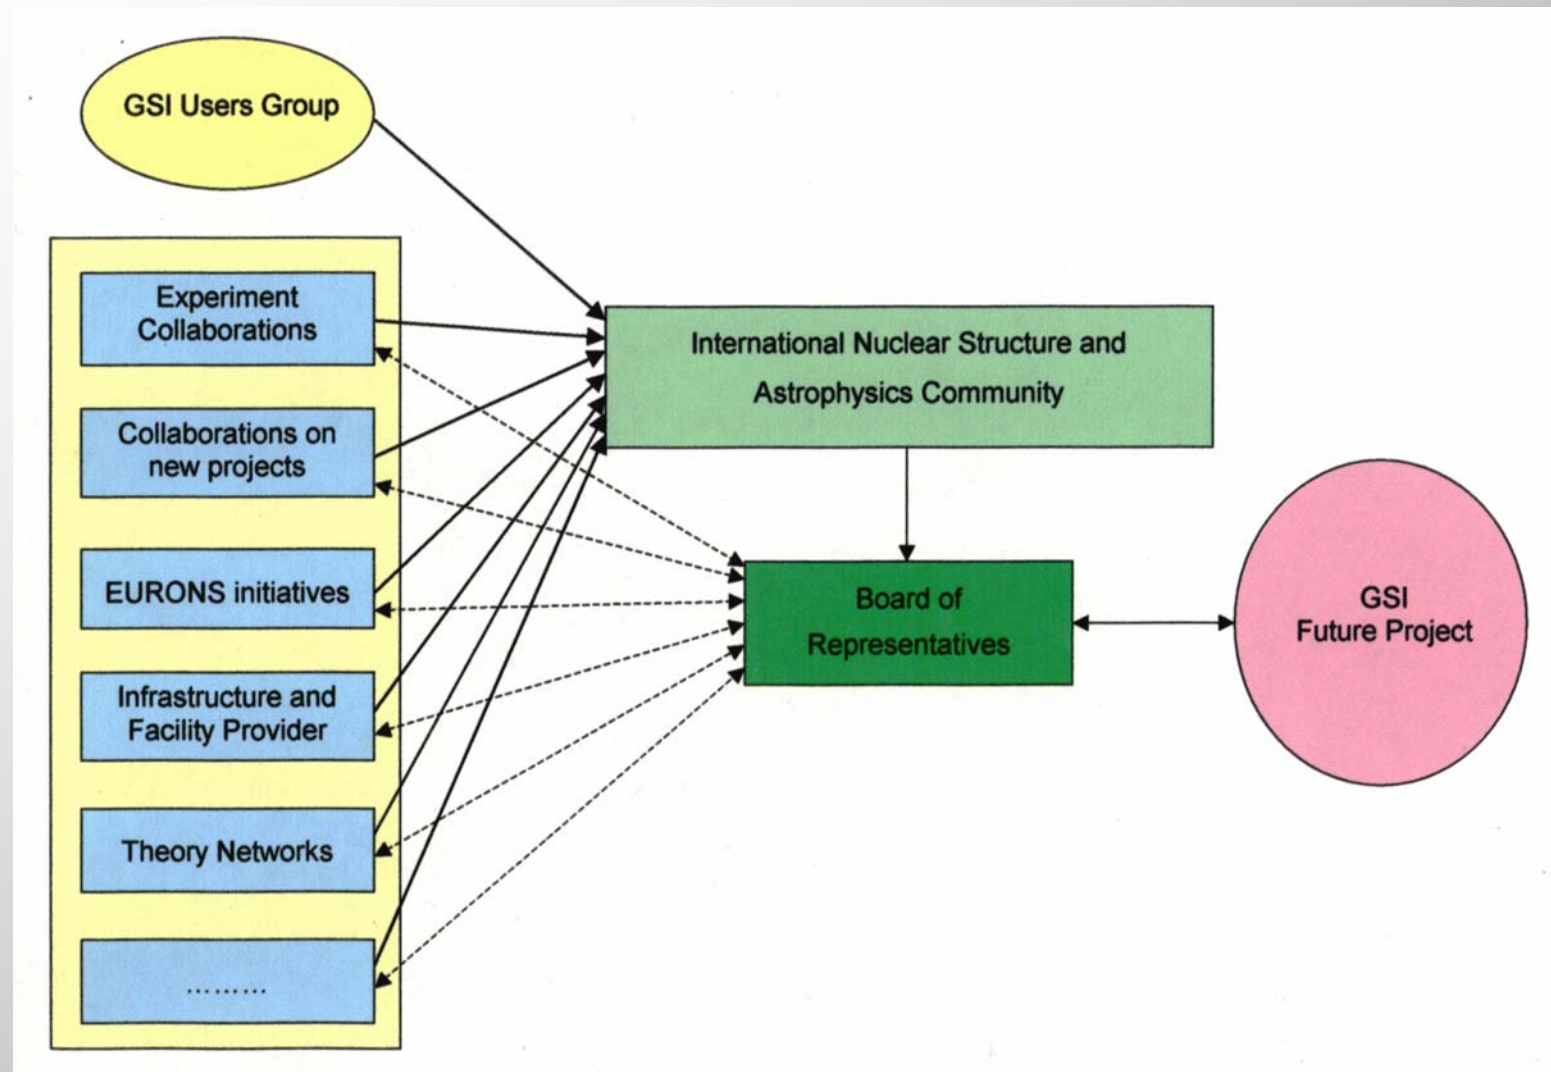 GSI Users Group
Experiment
Collaborations
Collaborations on
new projects
EURONS initiatives
Infrastructure and
Facility Provider
Theory Networks
.........
International Nuclear Structure and
Astrophysics Community
Board of
Representatives
GSI
Future Project